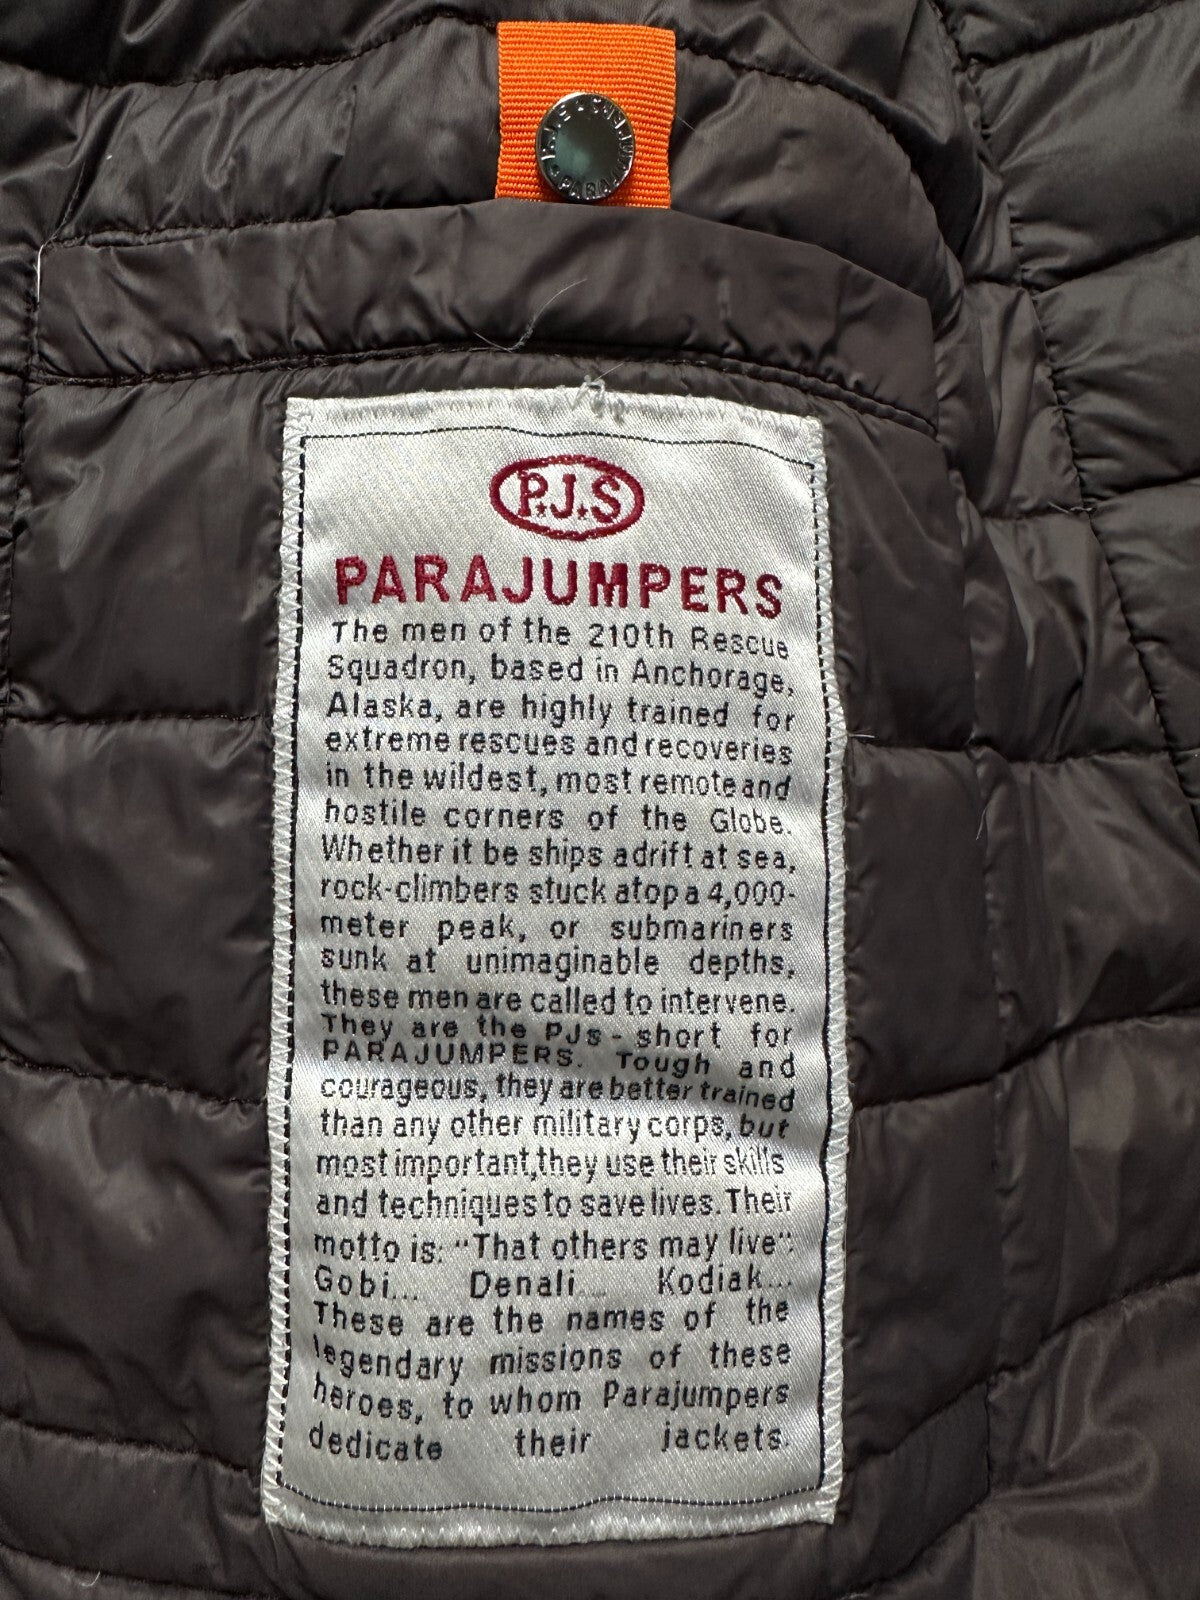 P.J.S
PARAJUMPERS
The men of the 210th Rescue
Squadron, based in Anchorage,
Alaska, are highly trained for
extreme rescues and recoveries
in the wildest, most remote and
hostile corners of the Globe.
Whether it be ships adrift at sea,
rock-climbers stuck atop a 4,000-
meter peak, or submariners
sunk at unimaginable depths,
these men are called to intervene.
They are the PJs - short for
PARAJUMPERS. Tough and
courageous, they are better trained
than any other military corps, but
most important, they use their skills
and techniques to save lives. Their
motto is: "That others may live":
Gobi... Denali... Kodiak...
These are the names of the
legendary missions of these
heroes, to whom Parajumpers
dedicate their jackets.